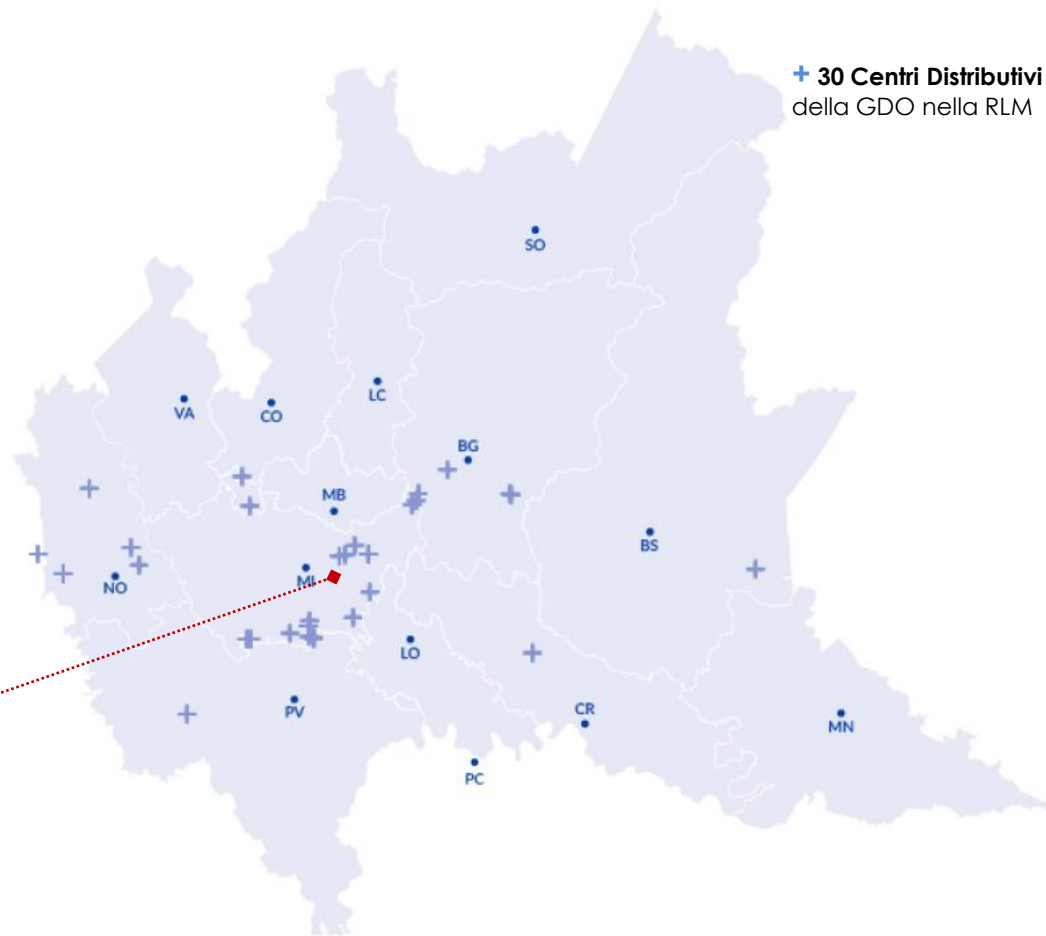 + 30 Centri Distributivi
della GDO nella RLM
SO
VA
CO
LC
BG
MB
BS
NO
MI
LO
PV
CR
MN
PC